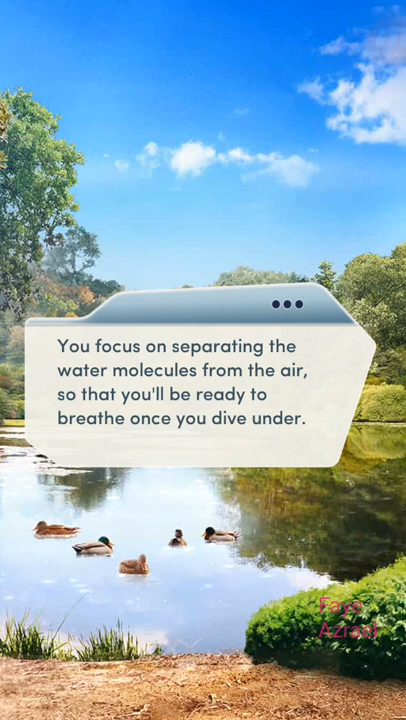 You focus on separating the
water molecules from the air,
so that you'll be ready to
breathe once you dive under.
Faye
Azrael